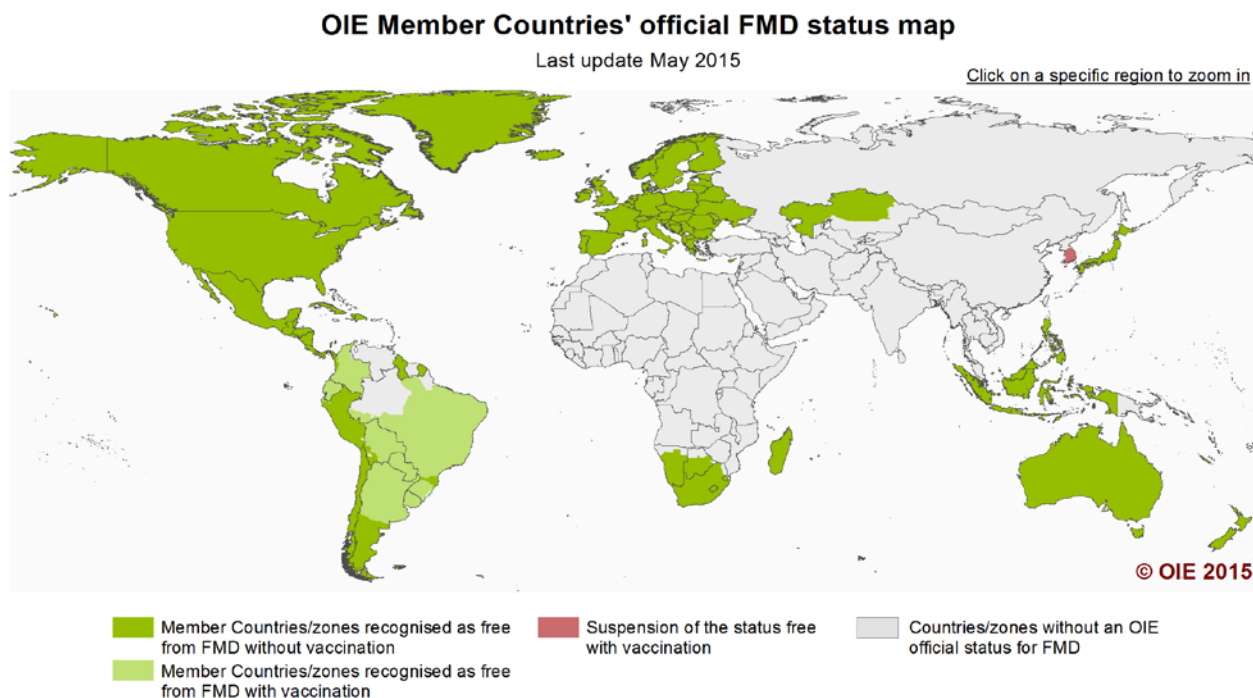 OIE Member Countries' official FMD status map
Last update May 2015
Click on a specific region to zoom in
© OIE 2015
Member Countries/zones recognised as free
from FMD without vaccination
Member Countries/zones recognised as free
from FMD with vaccination
Suspension of the status free
with vaccination
Countries/zones without an OIE
official status for FMD